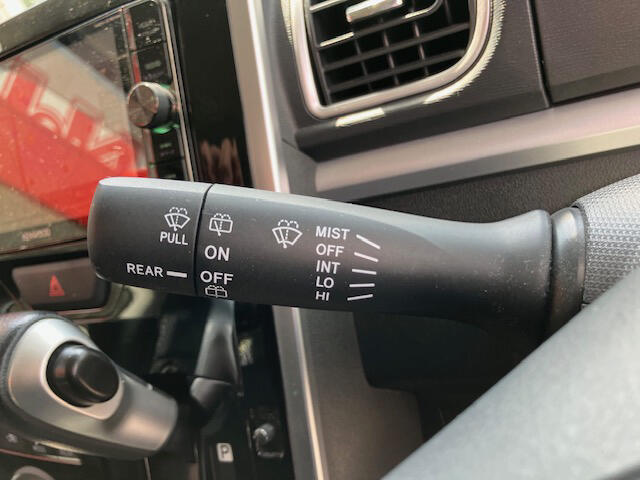 PULL
REAR
ON
OFF
MIST
OFF
INT
LO
HI
P